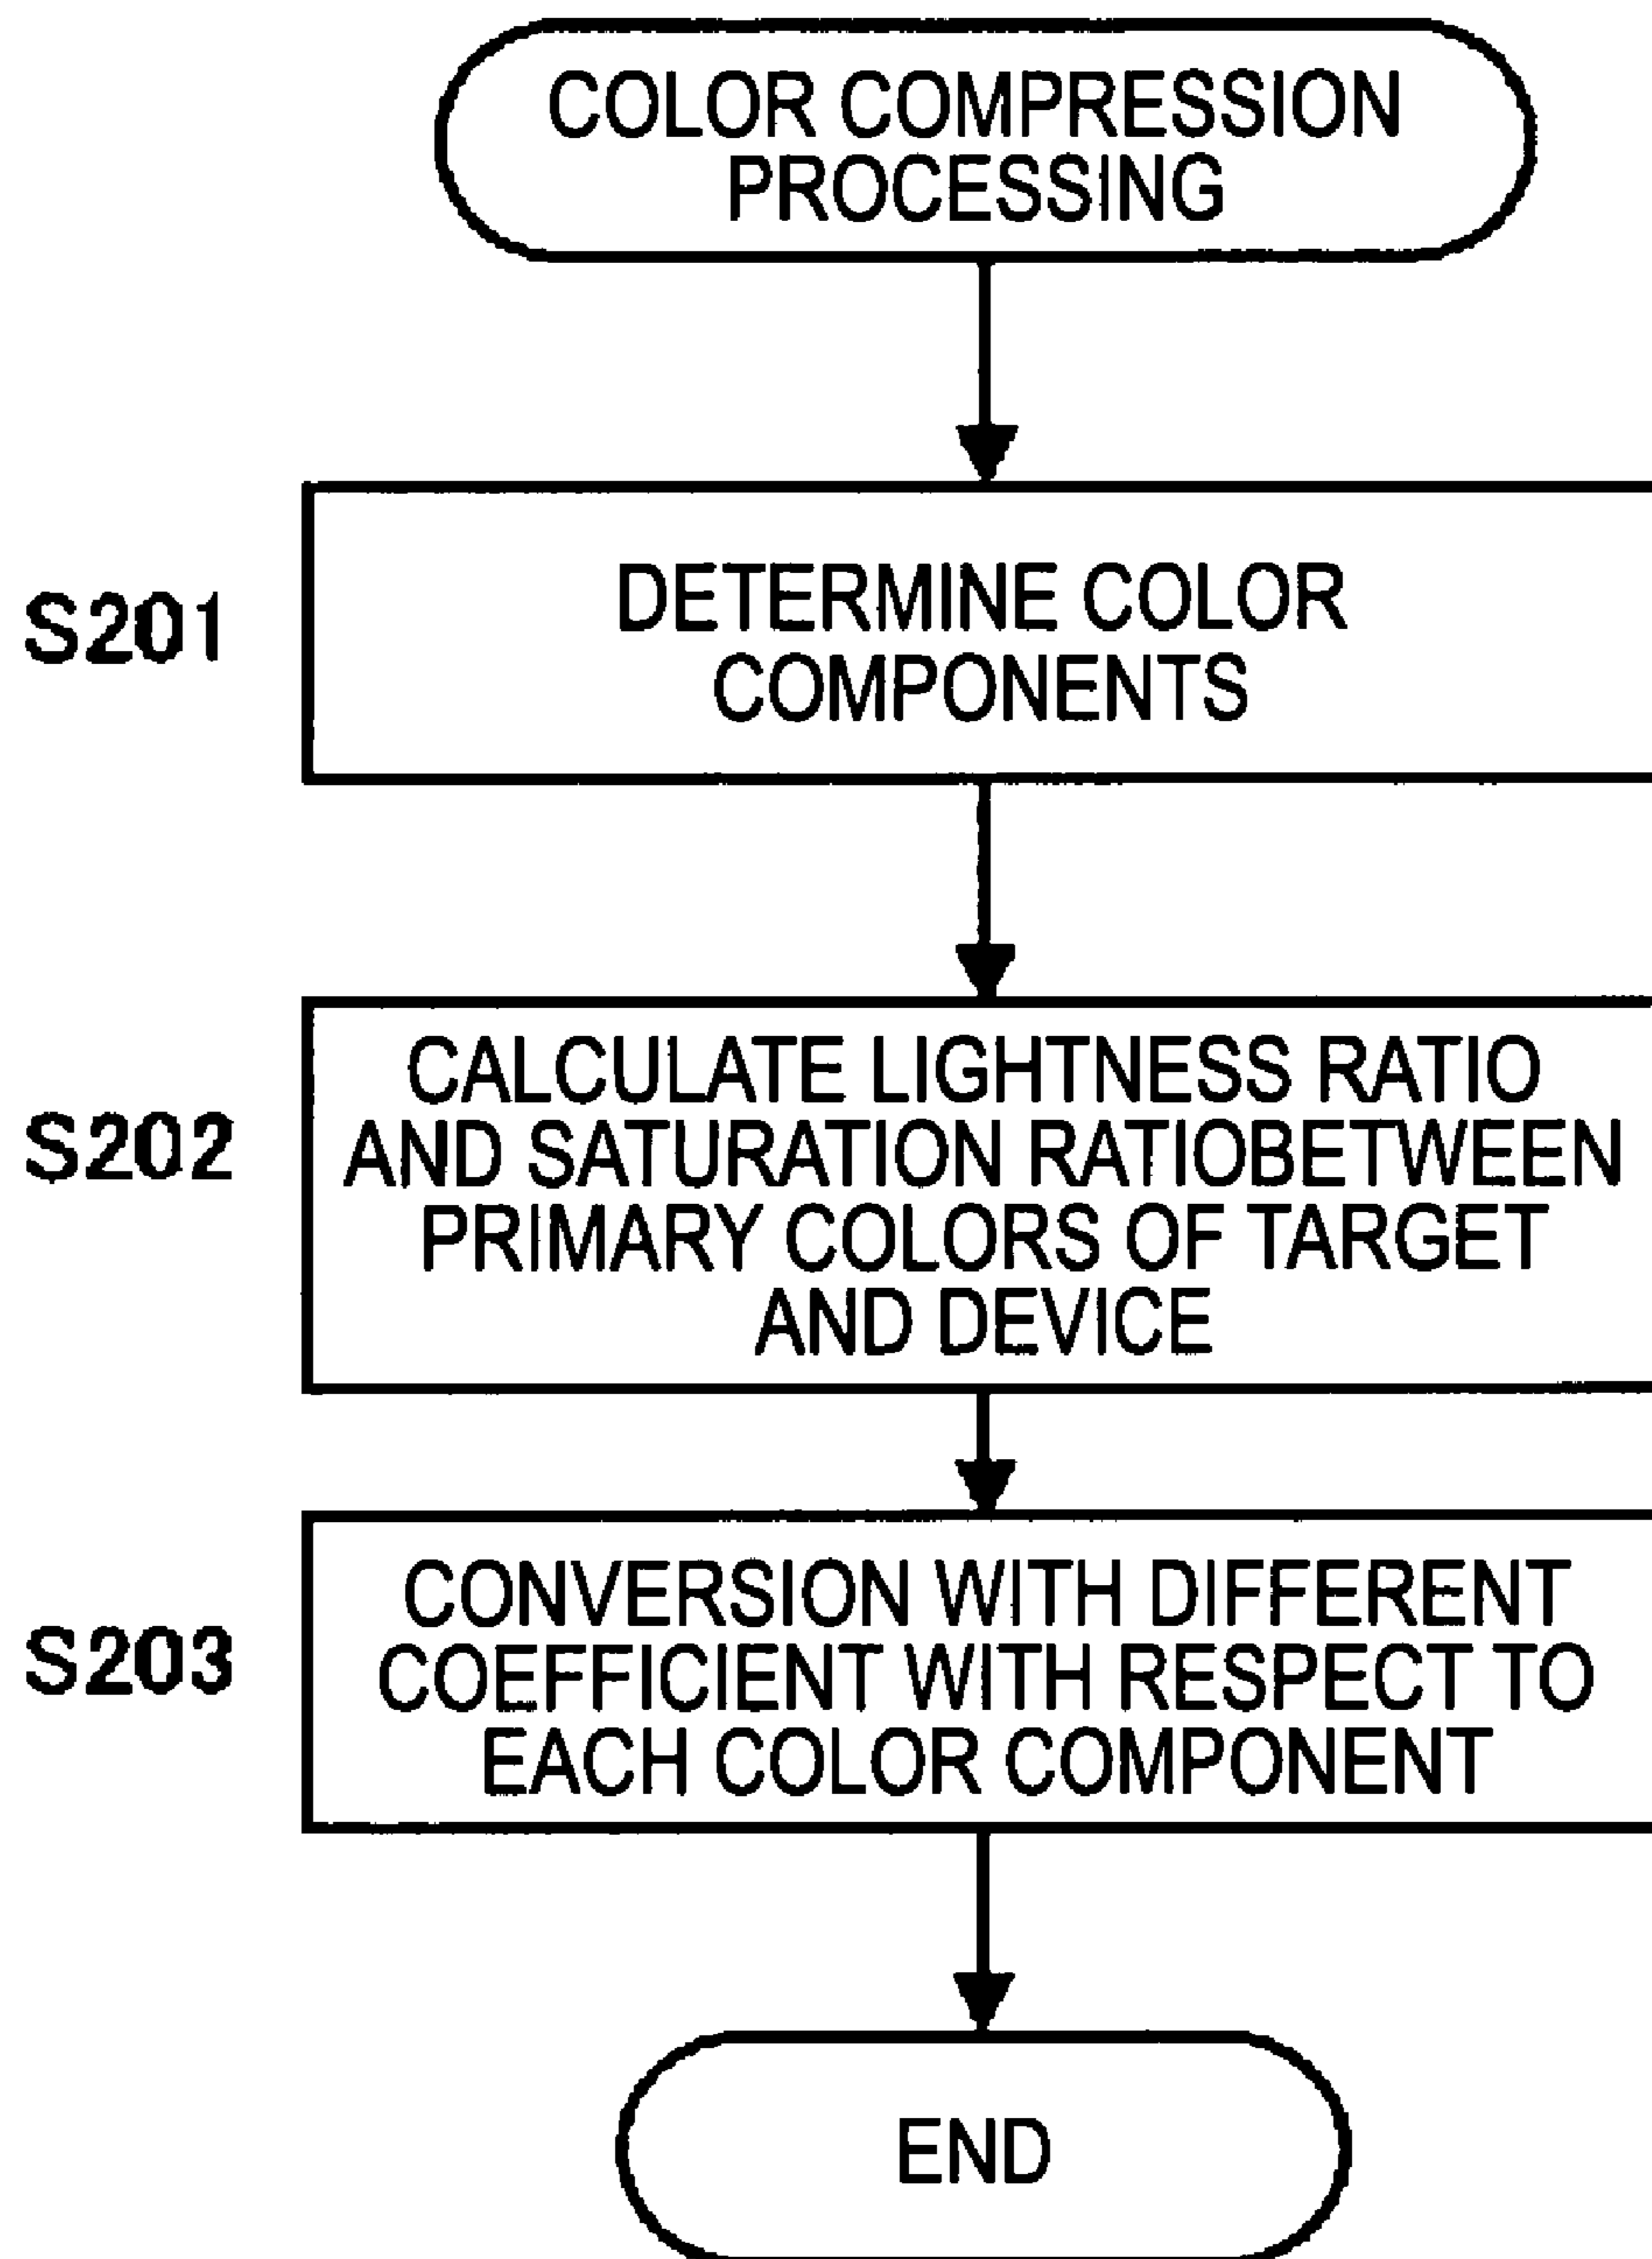 COLOR COMPRESSION
PROCESSING
S201
DETERMINE COLOR
COMPONENTS
S202
CALCULATE LIGHTNESS RATIO
AND SATURATION RATIOBETWEEN
PRIMARY COLORS OF TARGET
AND DEVICE
S203
CONVERSION WITH DIFFERENT
COEFFICIENT WITH RESPECT TO
EACH COLOR COMPONENT
END